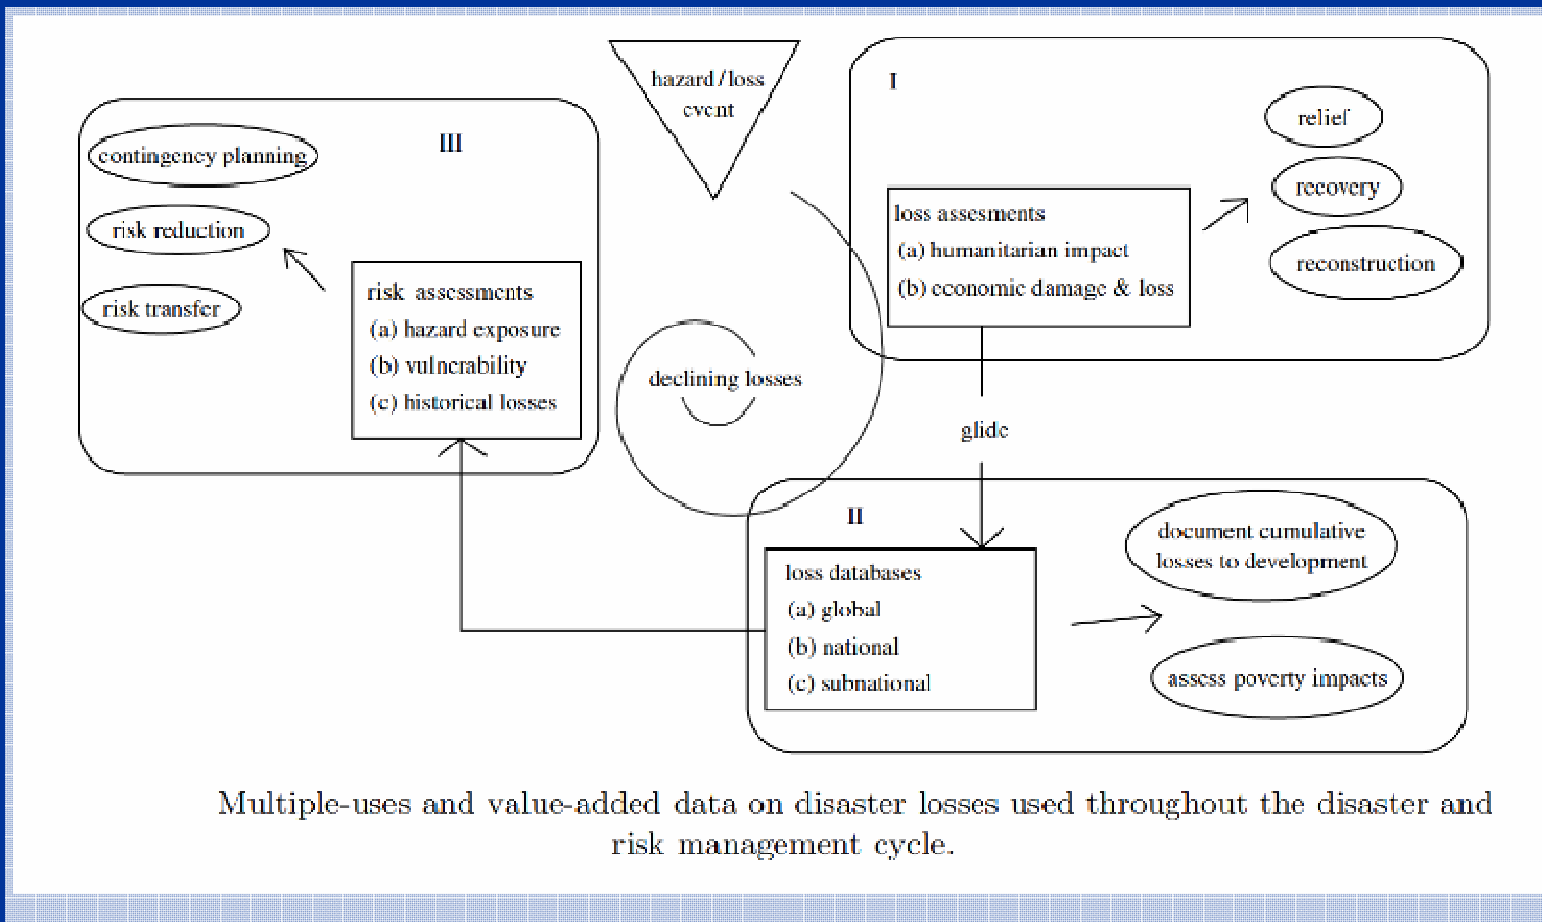 hazard / loss
event
I
relief
recovery
reconstruction
loss assesments
(a) humanitarian impact
(b) economic damage & loss
III
contingency planning
risk reduction
risk transfer
risk assessments
(a) hazard exposure
(b) vulnerability
(c) historical losses
declining losses
glide
II
loss databases
(a) global
(b) national
(c) subnational
document cumulative
losses to development
assess poverty impacts
Multiple-uses and value-added data on disaster losses used throughout the disaster and
risk management cycle.